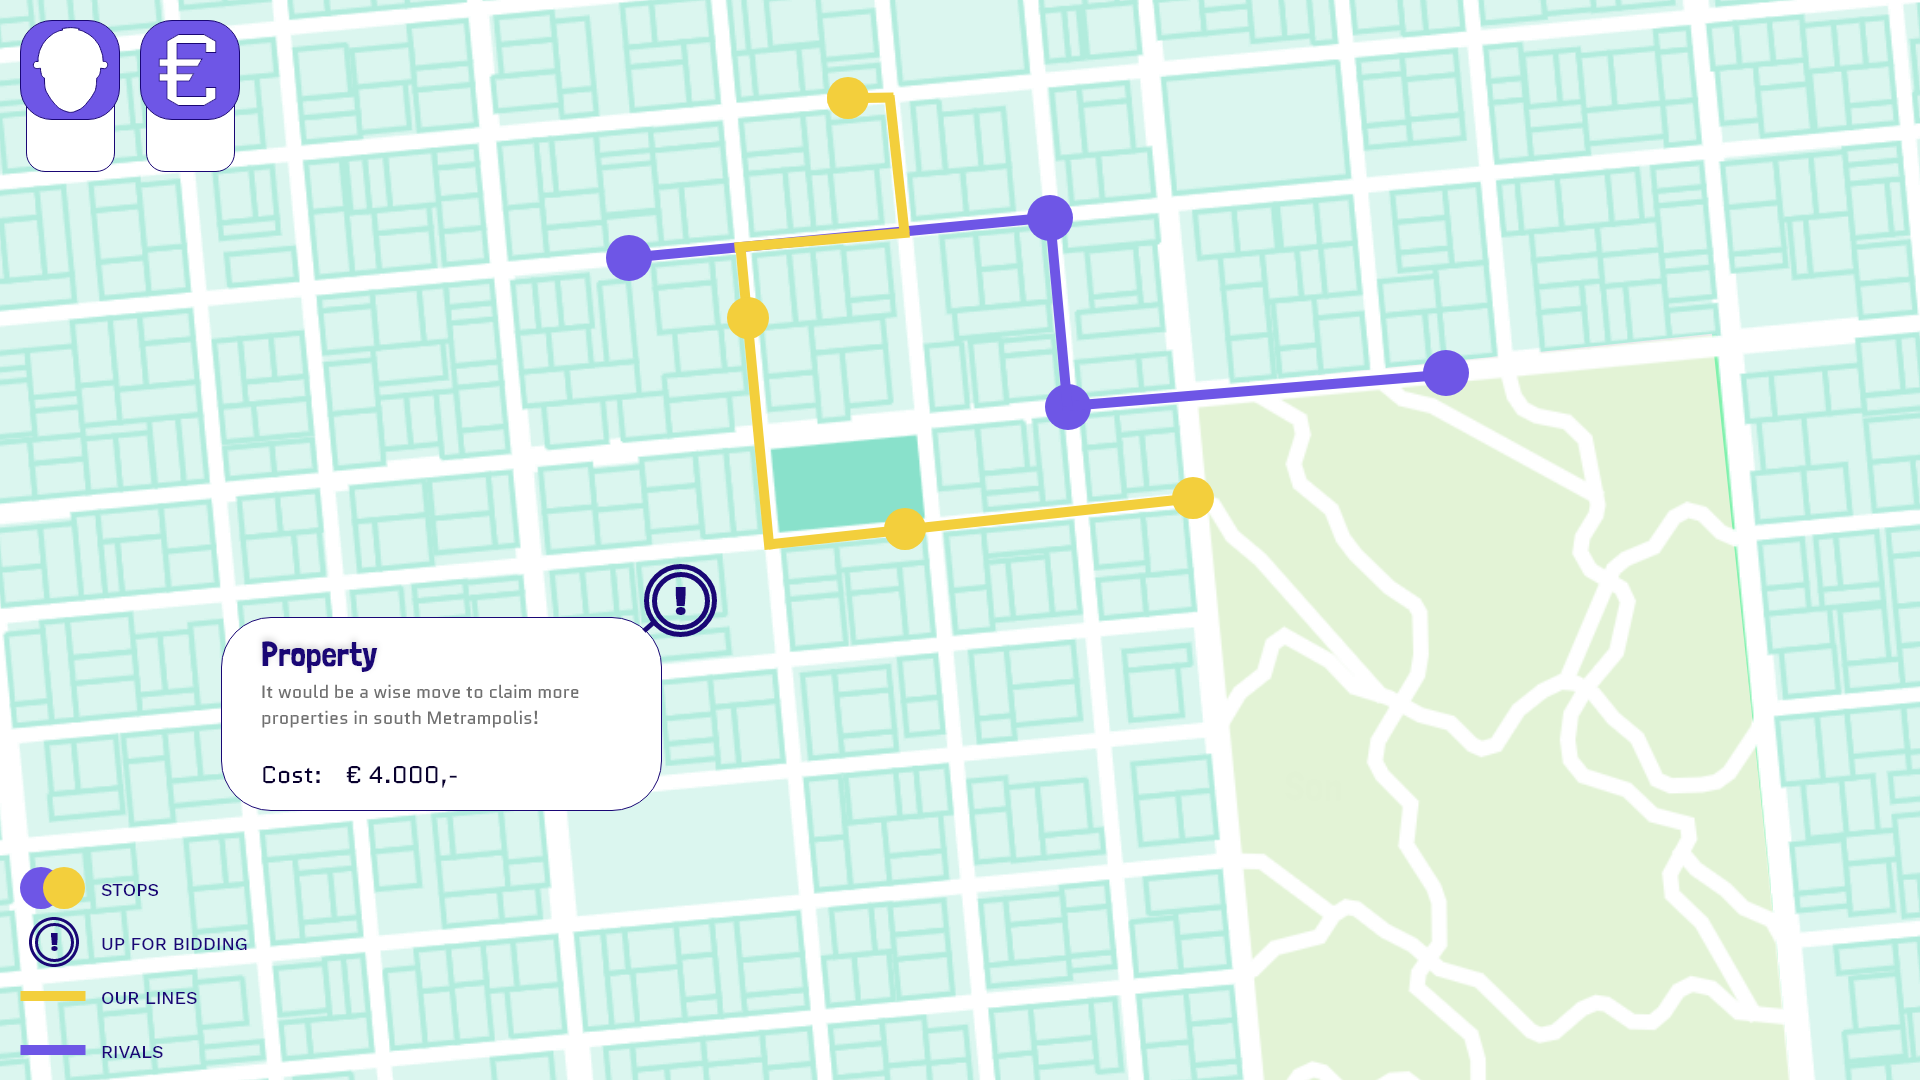 €
!
Property
It would be a wise move to claim more
properties in south Metrampolis!
Cost: € 4.000,-
STOPS
! UP FOR BIDDING
OUR LINES
RIVALS